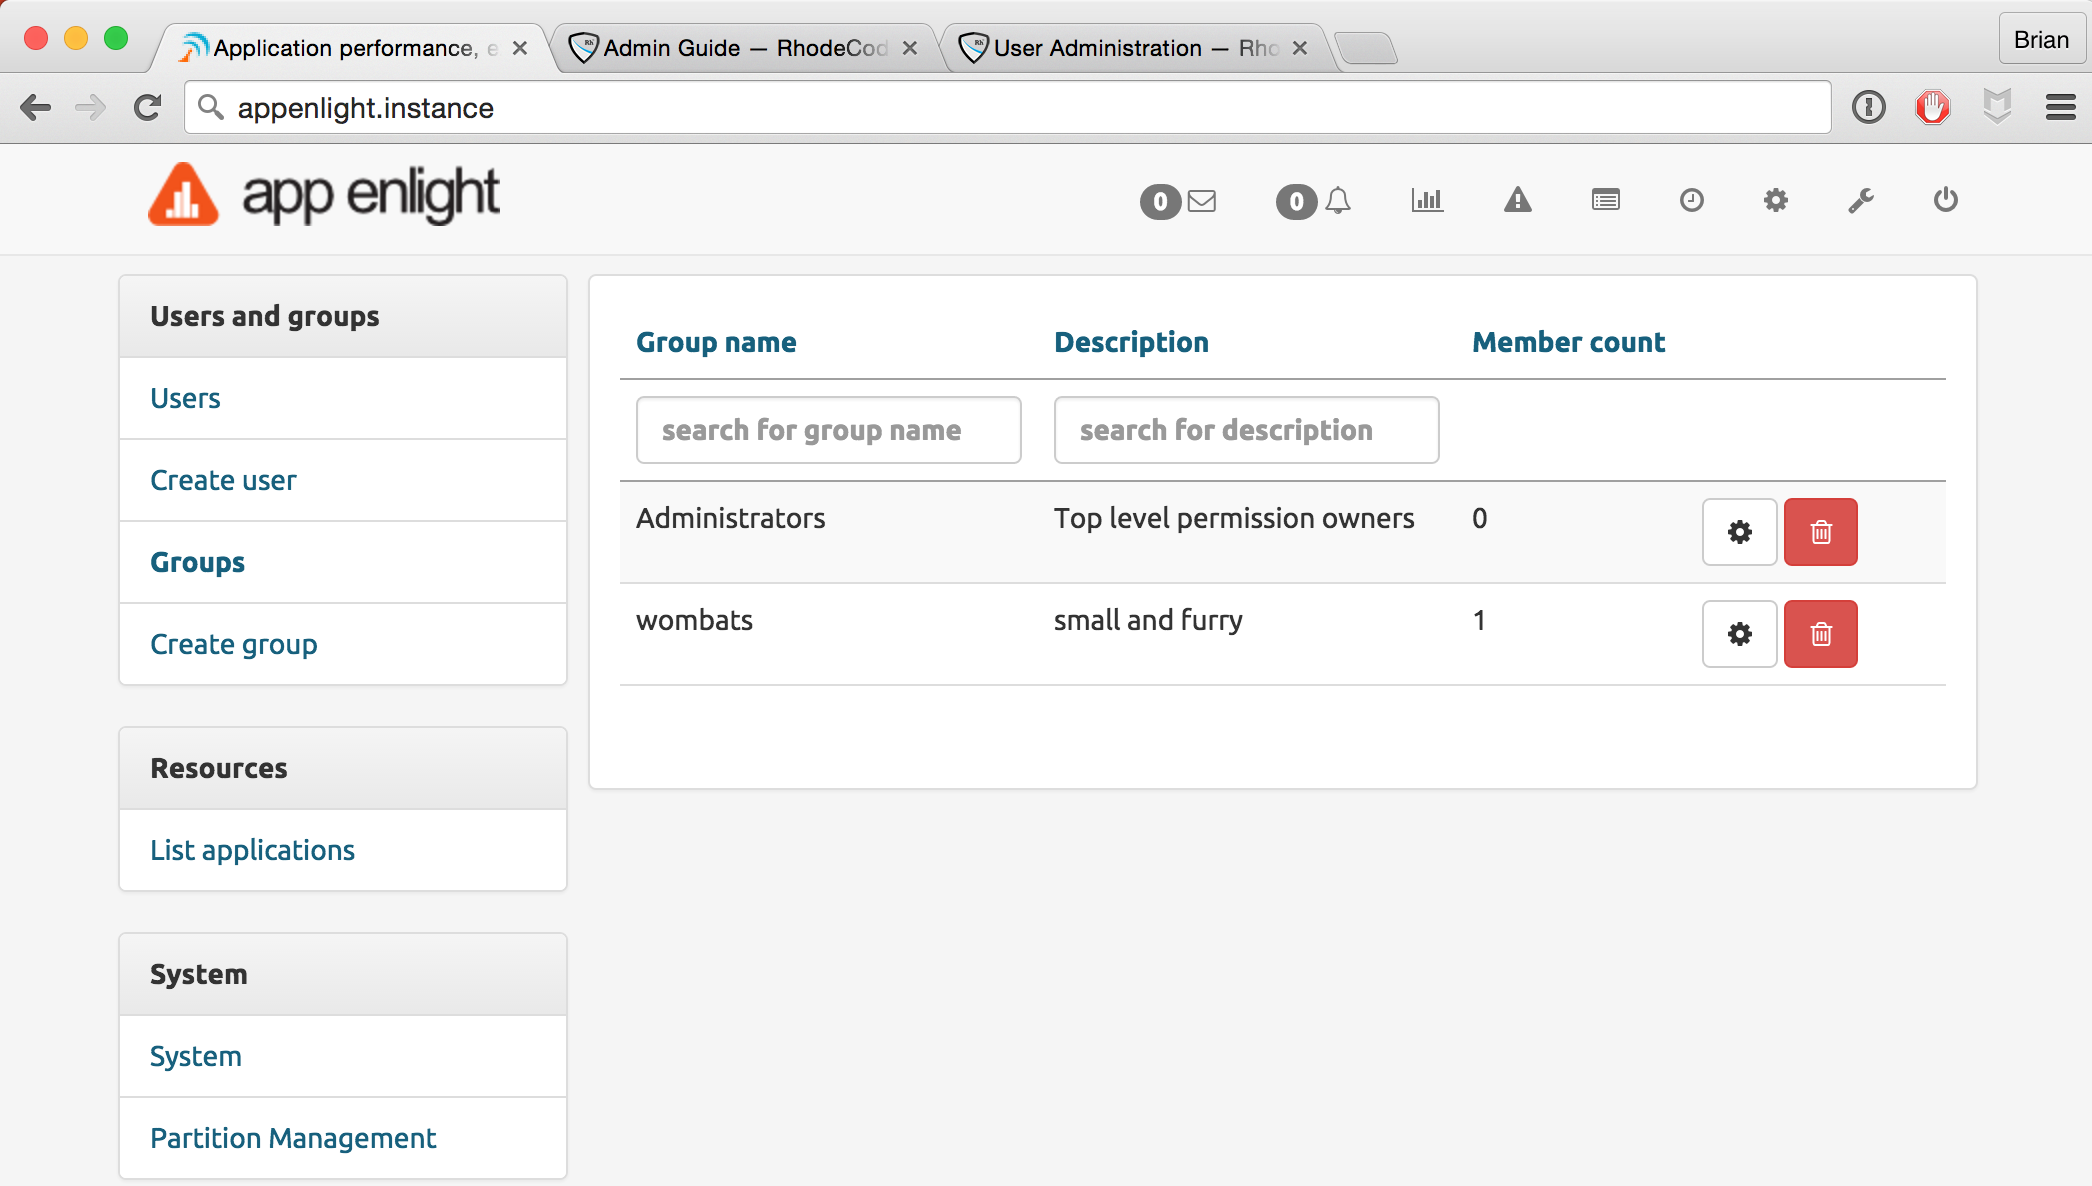 Application performance, e
Admin Guide — RhodeCod
User Administration — Rho
Brian
appenlight.instance
app enlight
0
0
Users and groups
Users
Create user
Groups
Create group
Resources
List applications
System
System
Partition Management
Group name Description Member count
search for group name search for description
Administrators Top level permission owners 0
wombats small and furry 1